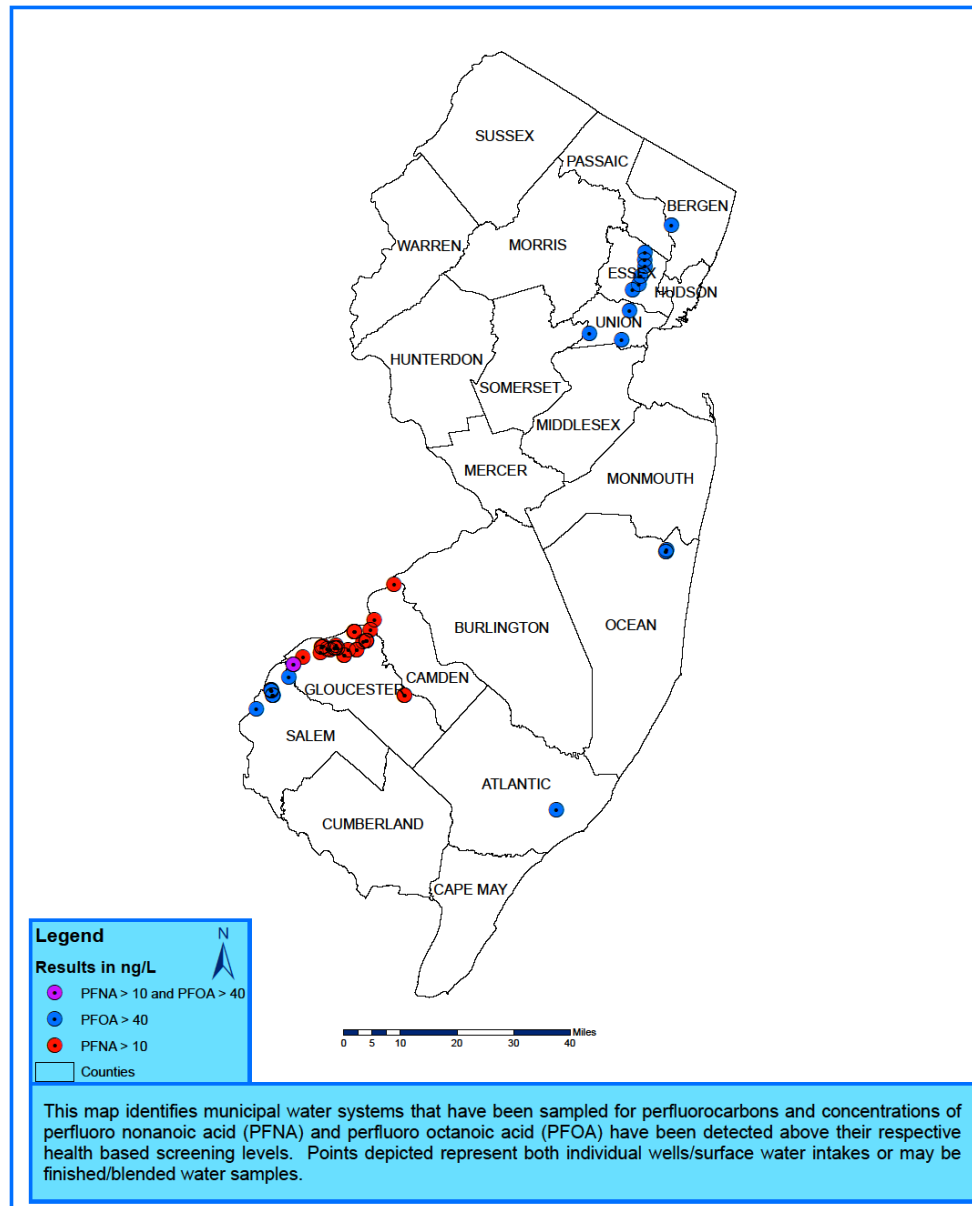 SUSSEX
PASSAIC
BERGEN
WARREN
MORRIS
ESSEX
HUDSON
UNION
HUNTERDON
SOMERSET
MIDDLESEX
MERCER
MONMOUTH
OCEAN
BURLINGTON
CAMDEN
GLOUCESTER
SALEM
ATLANTIC
CUMBERLAND
CAPE MAY
Legend
N
Results in ng/L
PFNA > 10 and PFOA > 40
PFOA > 40
PFNA > 10
Counties
Miles
0 5 10 20 30 40
This map identifies municipal water systems that have been sampled for perfluorocarbons and concentrations of
perfluoro nonanoic acid (PFNA) and perfluoro octanoic acid (PFOA) have been detected above their respective
health based screening levels. Points depicted represent both individual wells/surface water intakes or may be
finished/blended water samples.